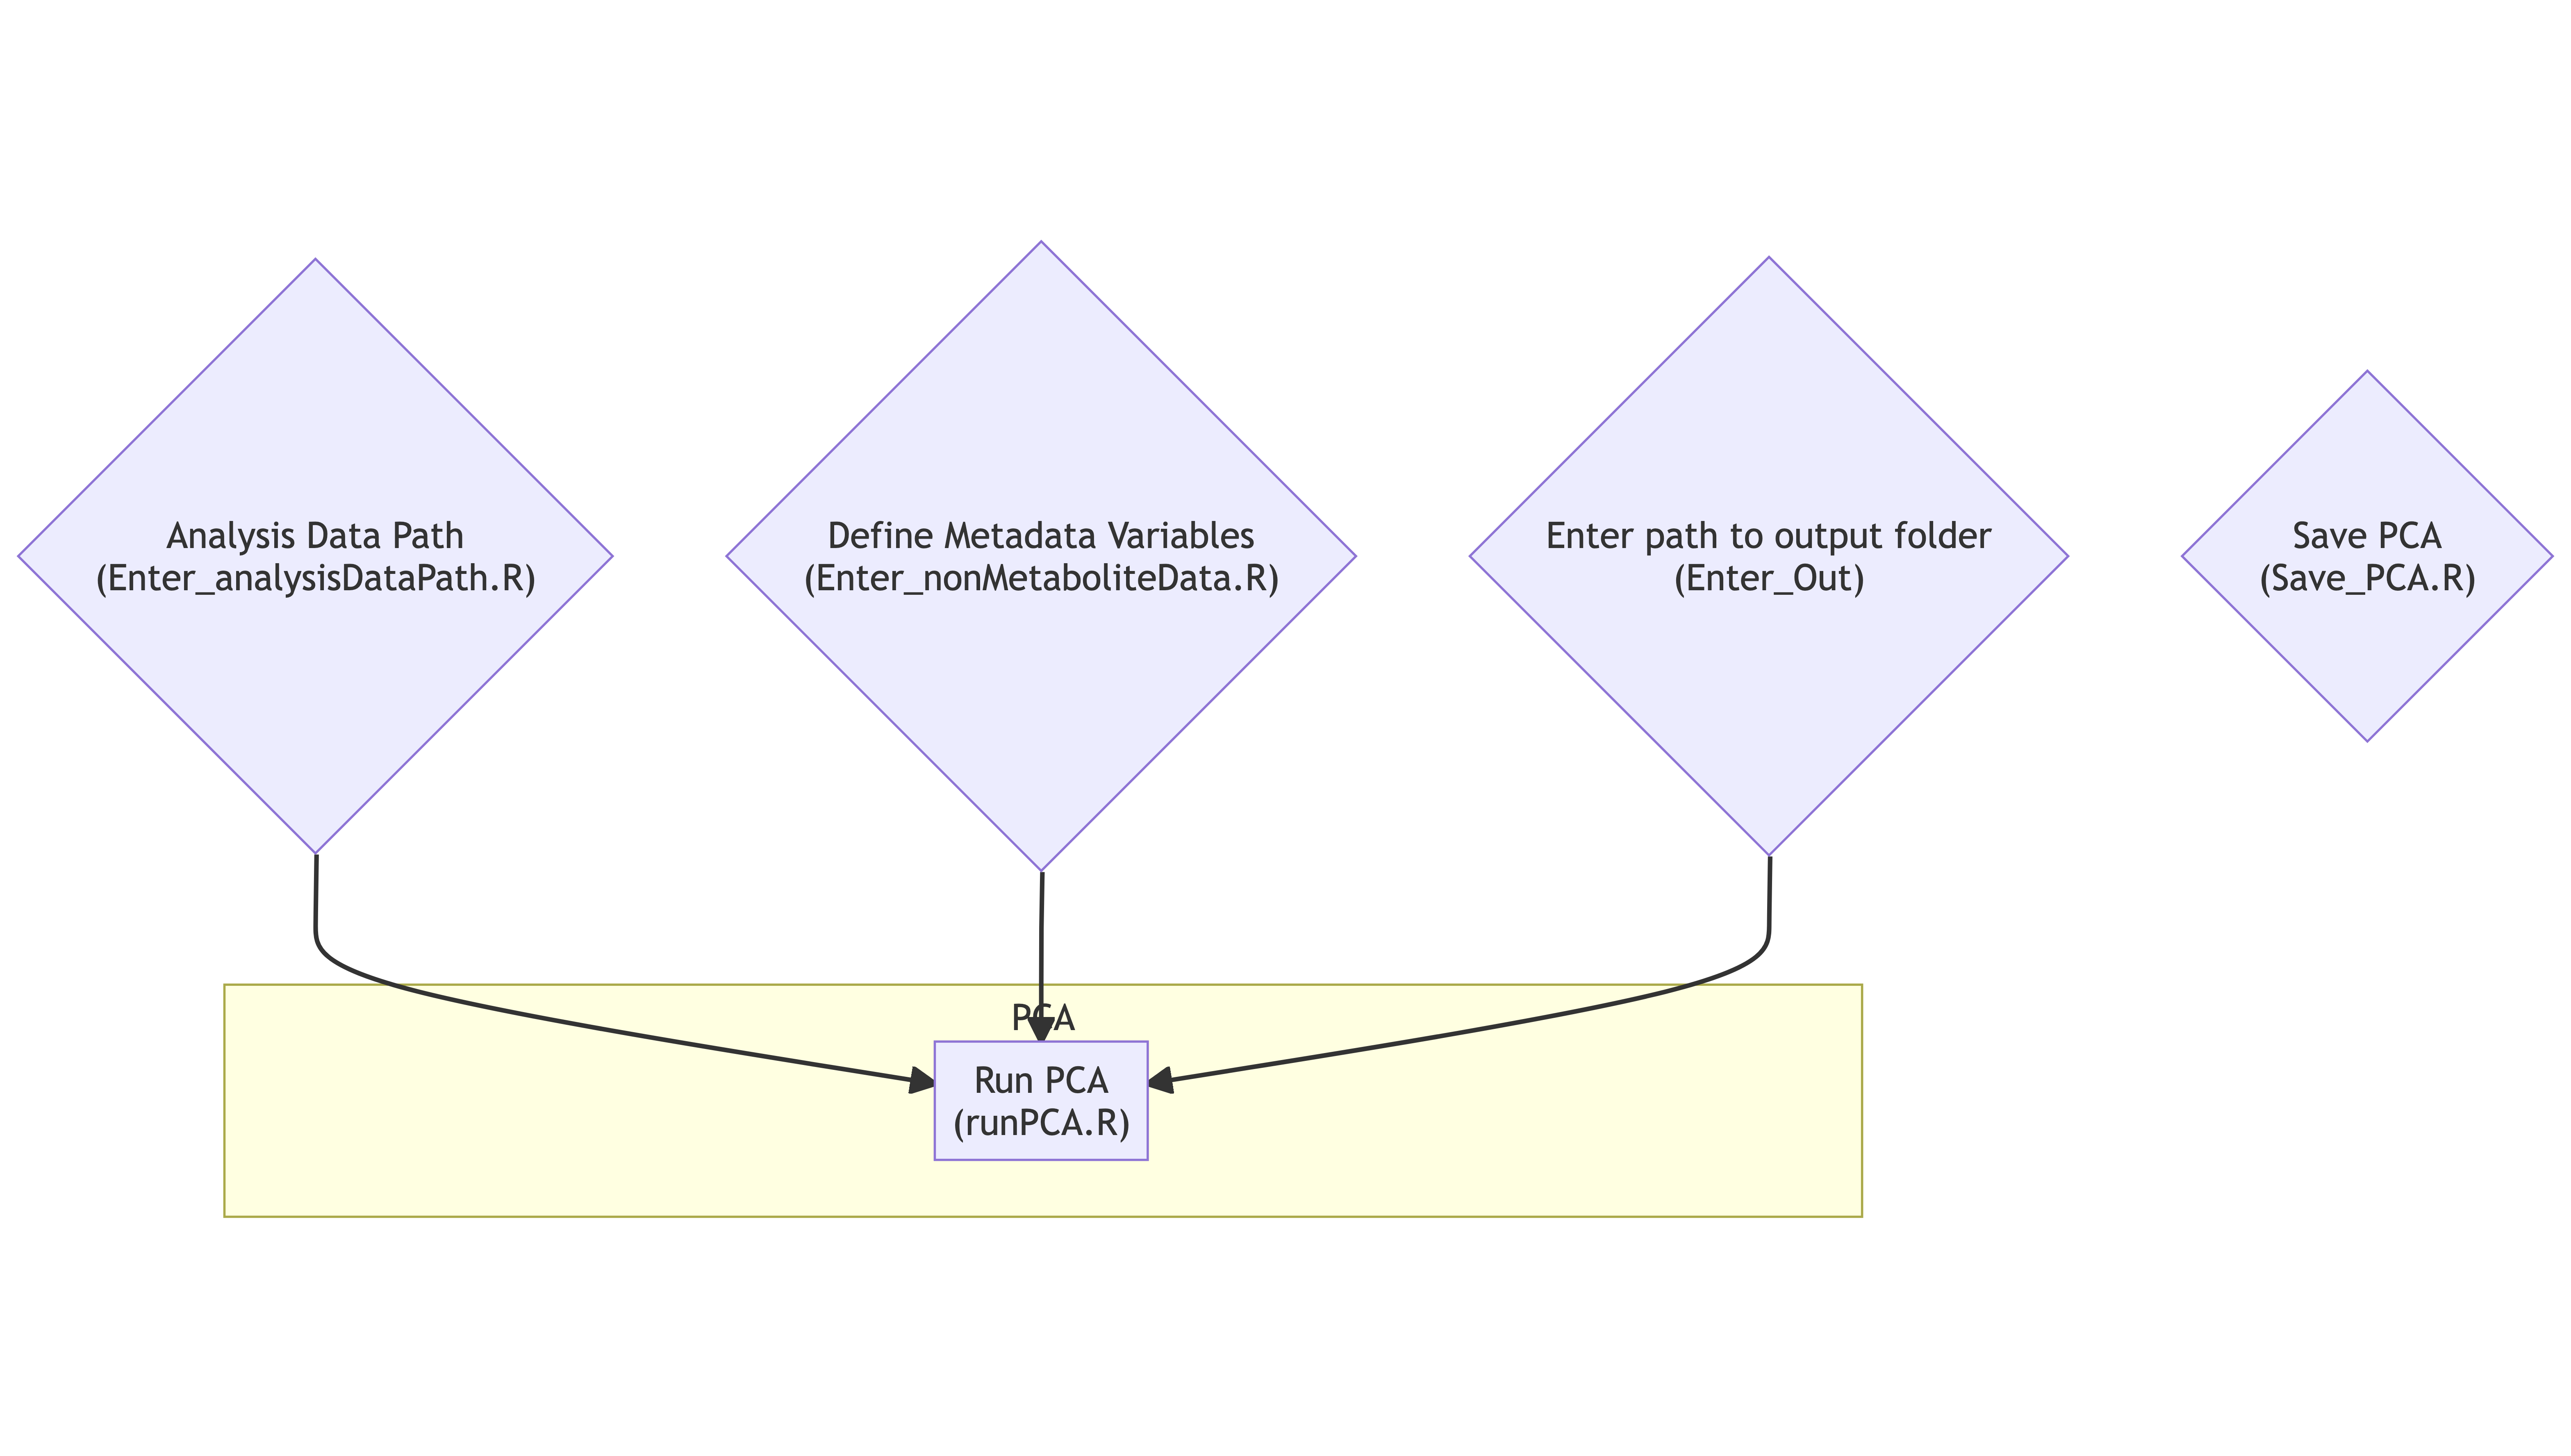 Analysis Data Path
(Enter_analysisDataPath.R)
Define Metadata Variables
(Enter_nonMetaboliteData.R)
Enter path to output folder
(Enter_Out)
Save PCA
(Save_PCA.R)
PCA
Run PCA
(runPCA.R)